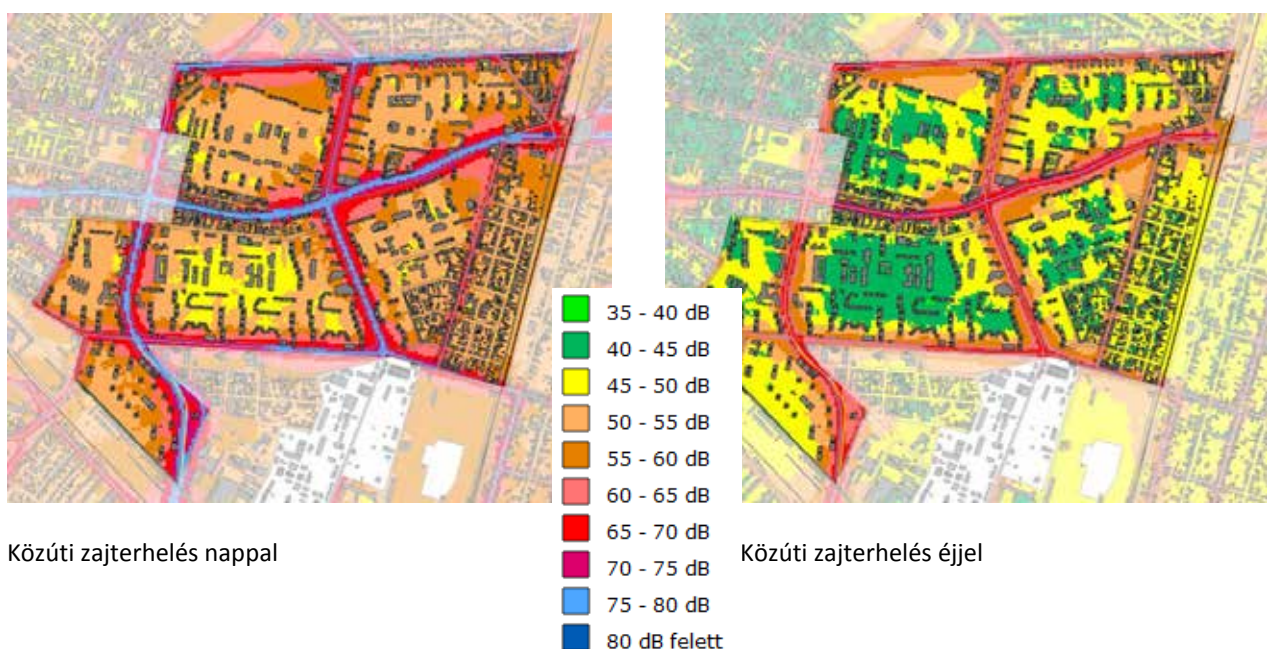 35 - 40 dB
40 - 45 dB
45 - 50 dB
50 - 55 dB
55 - 60 dB
60 - 65 dB
65 - 70 dB
70 - 75 dB
75 - 80 dB
80 dB felett
Közúti zajterhelés nappal
Közúti zajterhelés éjjel